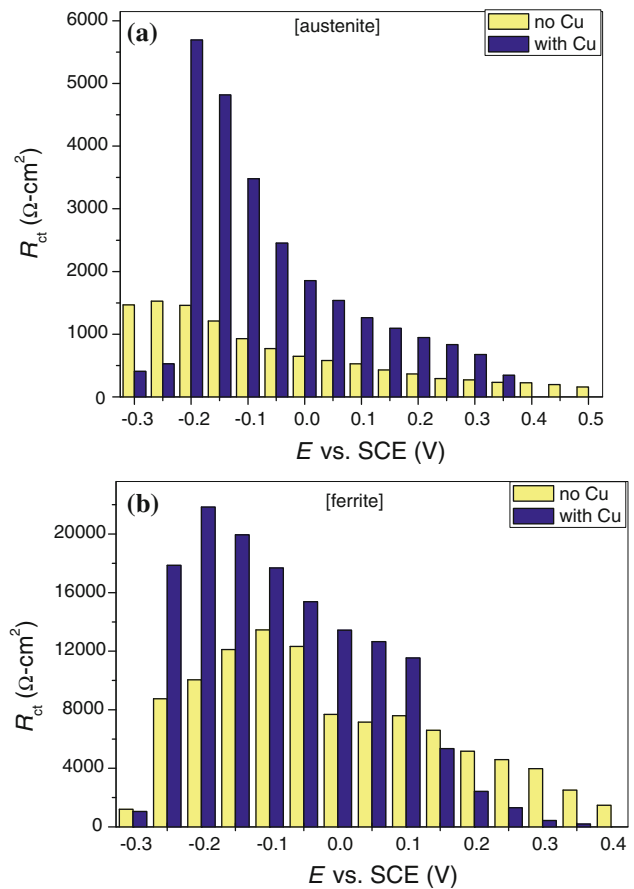 (a)
[austenite]
no Cu
with Cu
6000
5000
4000
3000
2000
1000
0
R_ct (Ω-cm²)
-0.3 -0.2 -0.1 0.0 0.1 0.2 0.3 0.4 0.5
E vs. SCE (V)
(b)
[ferrite]
no Cu
with Cu
20000
16000
12000
8000
4000
0
R_ct (Ω-cm²)
-0.3 -0.2 -0.1 0.0 0.1 0.2 0.3 0.4
E vs. SCE (V)